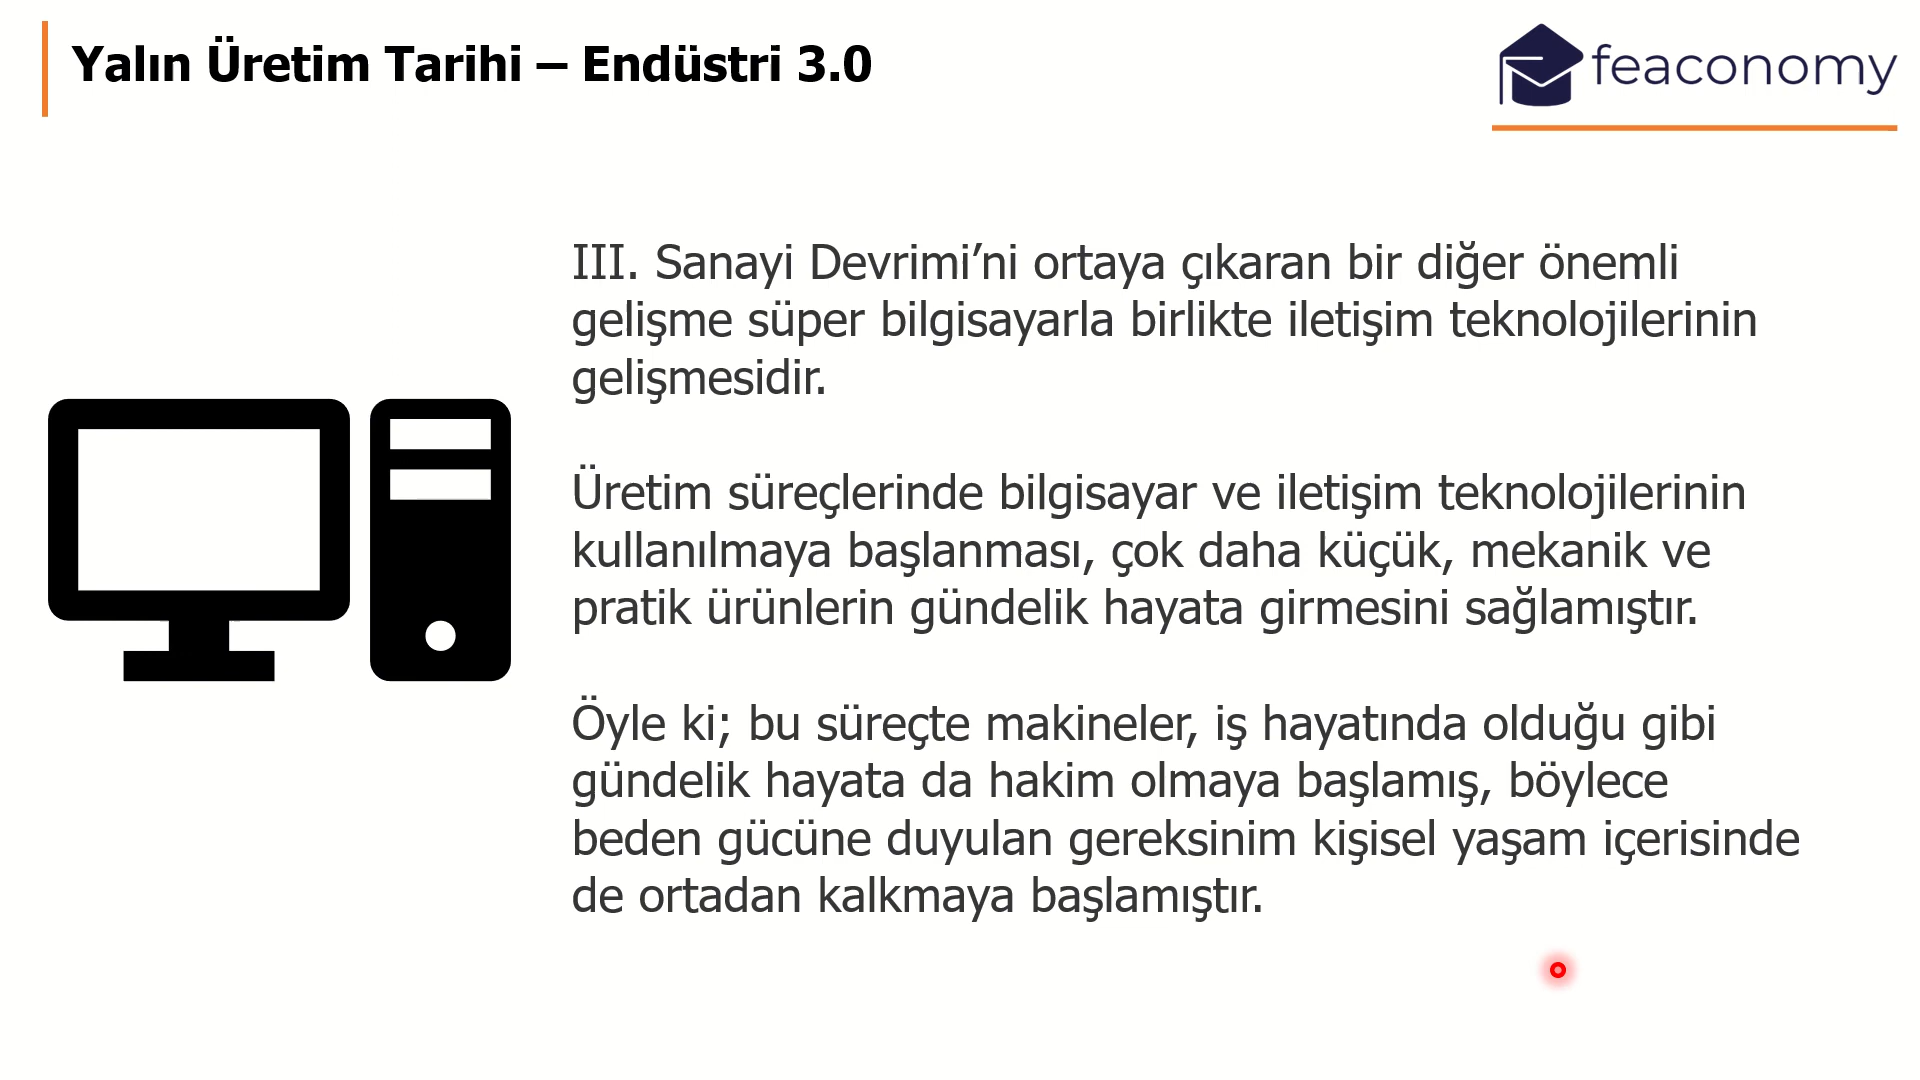 Yalın Üretim Tarihi – Endüstri 3.0
feaconomy
III. Sanayi Devrimi’ni ortaya çıkaran bir diğer önemli
gelişme süper bilgisayarla birlikte iletişim teknolojilerinin
gelişmesidir.
Üretim süreçlerinde bilgisayar ve iletişim teknolojilerinin
kullanılmaya başlanması, çok daha küçük, mekanik ve
pratik ürünlerin gündelik hayata girmesini sağlamıştır.
Öyle ki; bu süreçte makineler, iş hayatında olduğu gibi
gündelik hayata da hakim olmaya başlamış, böylece
beden gücüne duyulan gereksinim kişisel yaşam içerisinde
de ortadan kalkmaya başlamıştır.